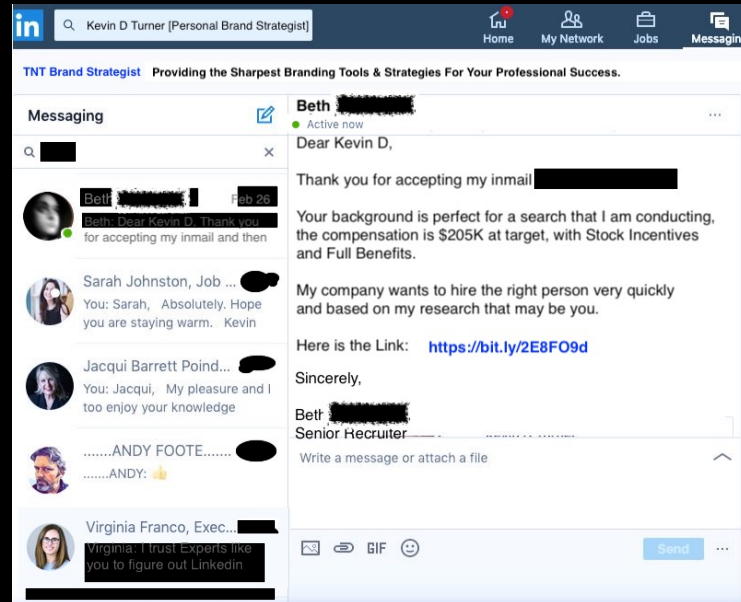 in
Kevin D Turner [Personal Brand Strategist]
Home
My Network
Jobs
Messagin
TNT Brand Strategist Providing the Sharpest Branding Tools & Strategies For Your Professional Success.
Messaging
Beth
Feb 26
Beth: Dear Kevin D. Thank you
for accepting my inmail and then
Sarah Johnston, Job ...
You: Sarah, Absolutely. Hope
you are staying warm. Kevin
Jacqui Barrett Poind...
You: Jacqui, My pleasure and I
too enjoy your knowledge
.......ANDY FOOTE.......
.......ANDY: 👍
Virginia Franco, Exec...
Virginia: I trust Experts like
you to figure out Linkedin
Beth
Active now
Dear Kevin D,
Thank you for accepting my inmail
Your background is perfect for a search that I am conducting,
the compensation is $205K at target, with Stock Incentives
and Full Benefits.
My company wants to hire the right person very quickly
and based on my research that may be you.
Here is the Link: https://bit.ly/2E8FO9d
Sincerely,
Beth
Senior Recruiter
Write a message or attach a file
GIF
Send